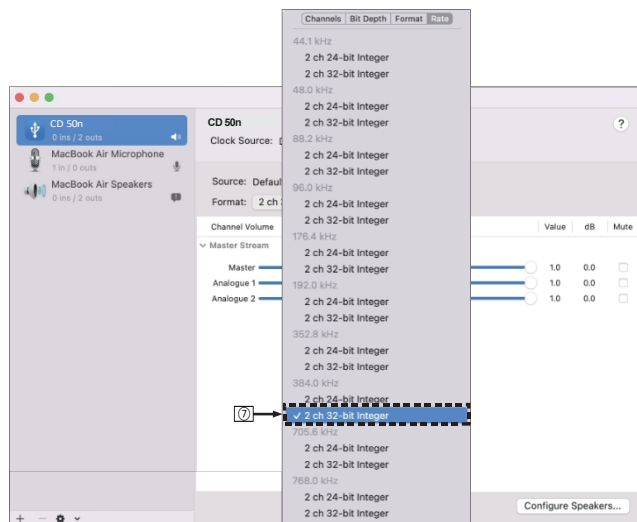 Channels Bit Depth Format Rate
44.1 kHz
2 ch 24-bit Integer
2 ch 32-bit Integer
48.0 kHz
2 ch 24-bit Integer
2 ch 32-bit Integer
88.2 kHz
2 ch 24-bit Integer
2 ch 32-bit Integer
96.0 kHz
2 ch 24-bit Integer
2 ch 32-bit Integer
176.4 kHz
2 ch 24-bit Integer
2 ch 32-bit Integer
192.0 kHz
2 ch 24-bit Integer
2 ch 32-bit Integer
352.8 kHz
2 ch 24-bit Integer
2 ch 32-bit Integer
384.0 kHz
2 ch 24-bit Integer
⑦
✓ 2 ch 32-bit Integer
705.6 kHz
2 ch 24-bit Integer
2 ch 32-bit Integer
768.0 kHz
2 ch 24-bit Integer
2 ch 32-bit Integer
CD 50n
0 ins / 2 outs
MacBook Air Microphone
1 in / 0 outs
MacBook Air Speakers
0 ins / 2 outs
CD 50n
?
Clock Source:
Source: Defaul
Format: 2 ch
Channel Volume Value dB Mute
Master Stream
Master 1.0 0.0
Analogue 1 1.0 0.0
Analogue 2 1.0 0.0
+ −
Configure Speakers...